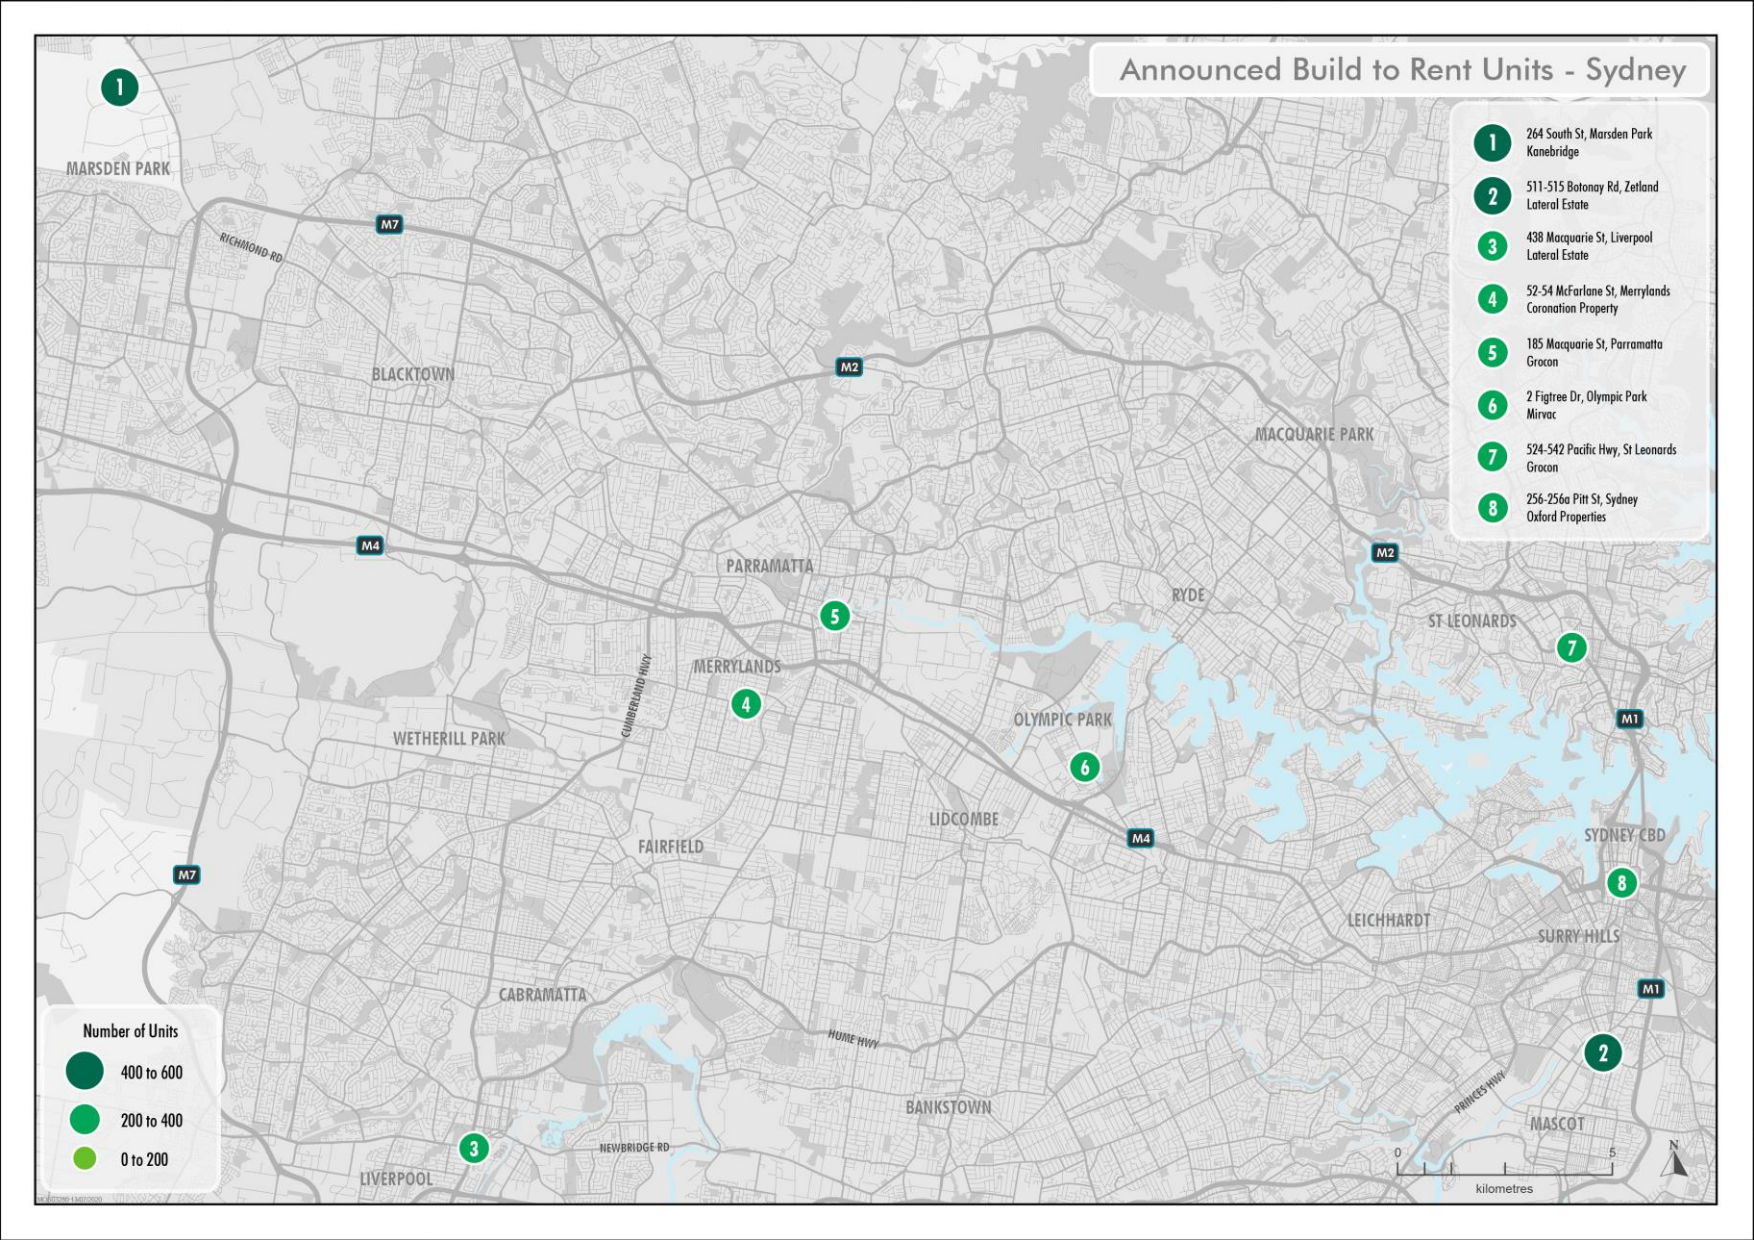 Announced Build to Rent Units - Sydney
1
264 South St, Marsden Park
Kanebridge
2
511-515 Botonay Rd, Zetland
Lateral Estate
3
438 Macquarie St, Liverpool
Lateral Estate
4
52-54 McFarlane St, Merrylands
Coronation Property
5
185 Macquarie St, Parramatta
Grocon
6
2 Figtree Dr, Olympic Park
Mirvac
7
524-542 Pacific Hwy, St Leonards
Grocon
8
256-256a Pitt St, Sydney
Oxford Properties
1
MARSDEN PARK
M7
RICHMOND RD
M2
BLACKTOWN
MACQUARIE PARK
M4
M2
PARRAMATTA
RYDE
5
ST LEONARDS
7
MERRYLANDS
CUMBERLAND HWY
4
OLYMPIC PARK
M1
WETHERILL PARK
6
LIDCOMBE
M4
SYDNEY CBD
FAIRFIELD
M7
8
LEICHHARDT
SURRY HILLS
CABRAMATTA
M1
HUME HWY
2
PRINCES HWY
BANKSTOWN
MASCOT
3
NEWBRIDGE RD
LIVERPOOL
Number of Units
400 to 600
200 to 400
0 to 200
N
0 5
kilometres